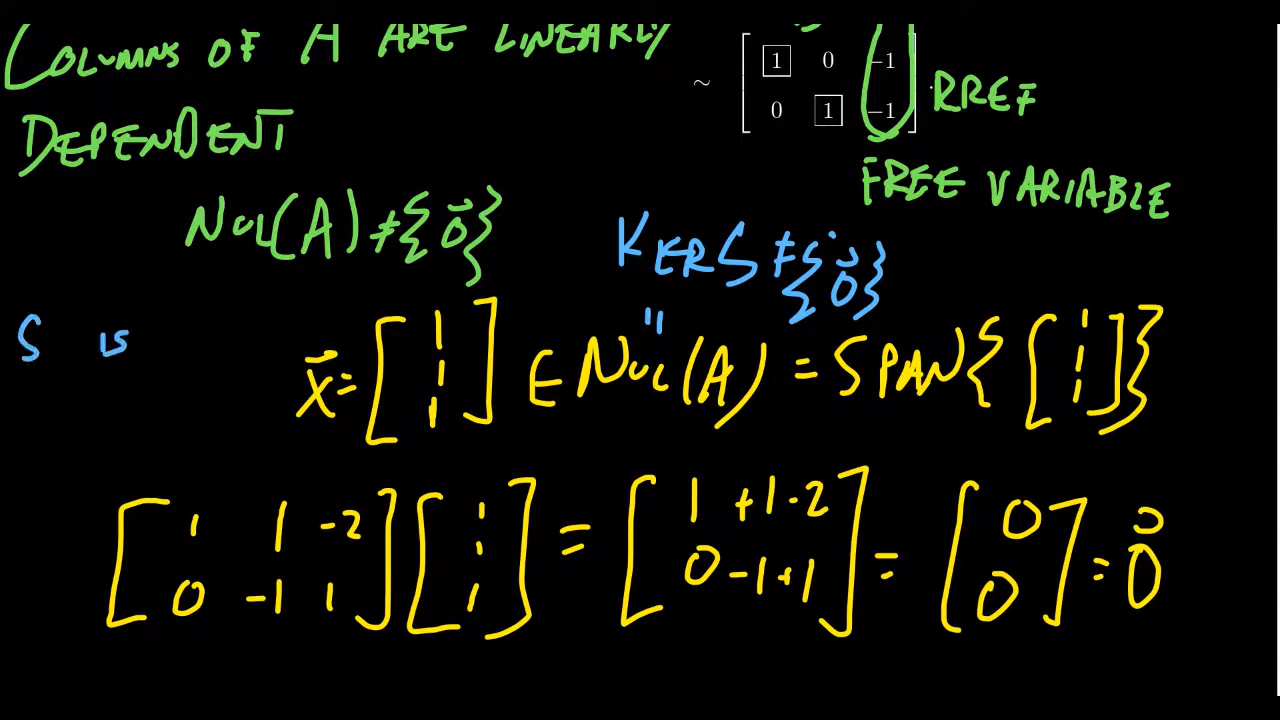 COLUMNS OF A ARE LINEARLY
DEPENDENT
~ [ 1 0 -1 ; 0 1 -1 ] . RREF
FREE VARIABLE
NUL(A) ≠ {0⃗}
KER S ≠ {0⃗}
S IS
"
x⃗ = [ 1 ; 1 ; 1 ] ∈ NUL(A) = SPAN{ [ 1 ; 1 ; 1 ] }
[ 1 1 -2 ; 0 -1 1 ] [ 1 ; 1 ; 1 ] = [ 1 +1 -2 ; 0 -1 +1 ] = [ 0 ; 0 ] = 0⃗